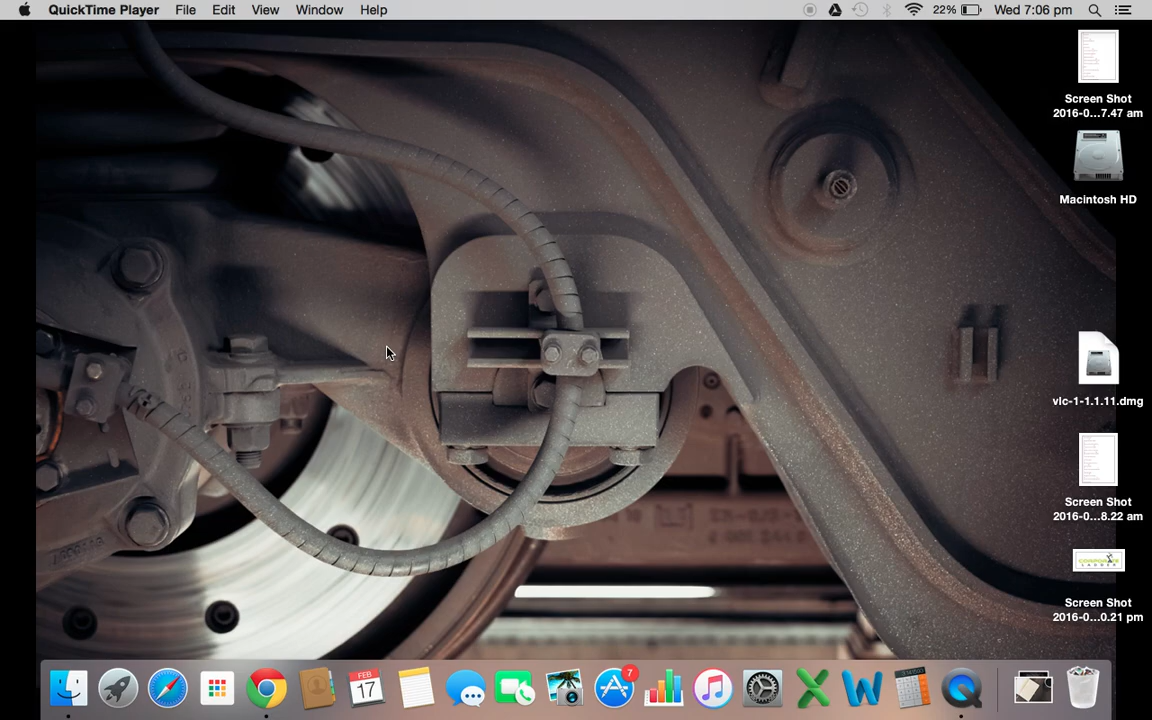 QuickTime Player File Edit View Window Help 22% Wed 7:06 pm
Screen Shot
2016-0...7.47 am
Macintosh HD
vlc-1-1.1.11.dmg
Screen Shot
2016-0...8.22 am
COMPONENTS
LADDER
Screen Shot
2016-0...0.21 pm
FEB
17
7